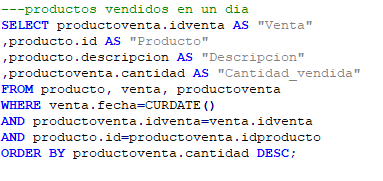 ---productos vendidos en un dia
SELECT productoventa.idventa AS "Venta"
,producto.id AS "Producto"
,producto.descripcion AS "Descripcion"
,productoventa.cantidad AS "Cantidad_vendida"
FROM producto, venta, productoventa
WHERE venta.fecha=CURDATE()
AND productoventa.idventa=venta.idventa
AND producto.id=productoventa.idproducto
ORDER BY productoventa.cantidad DESC;